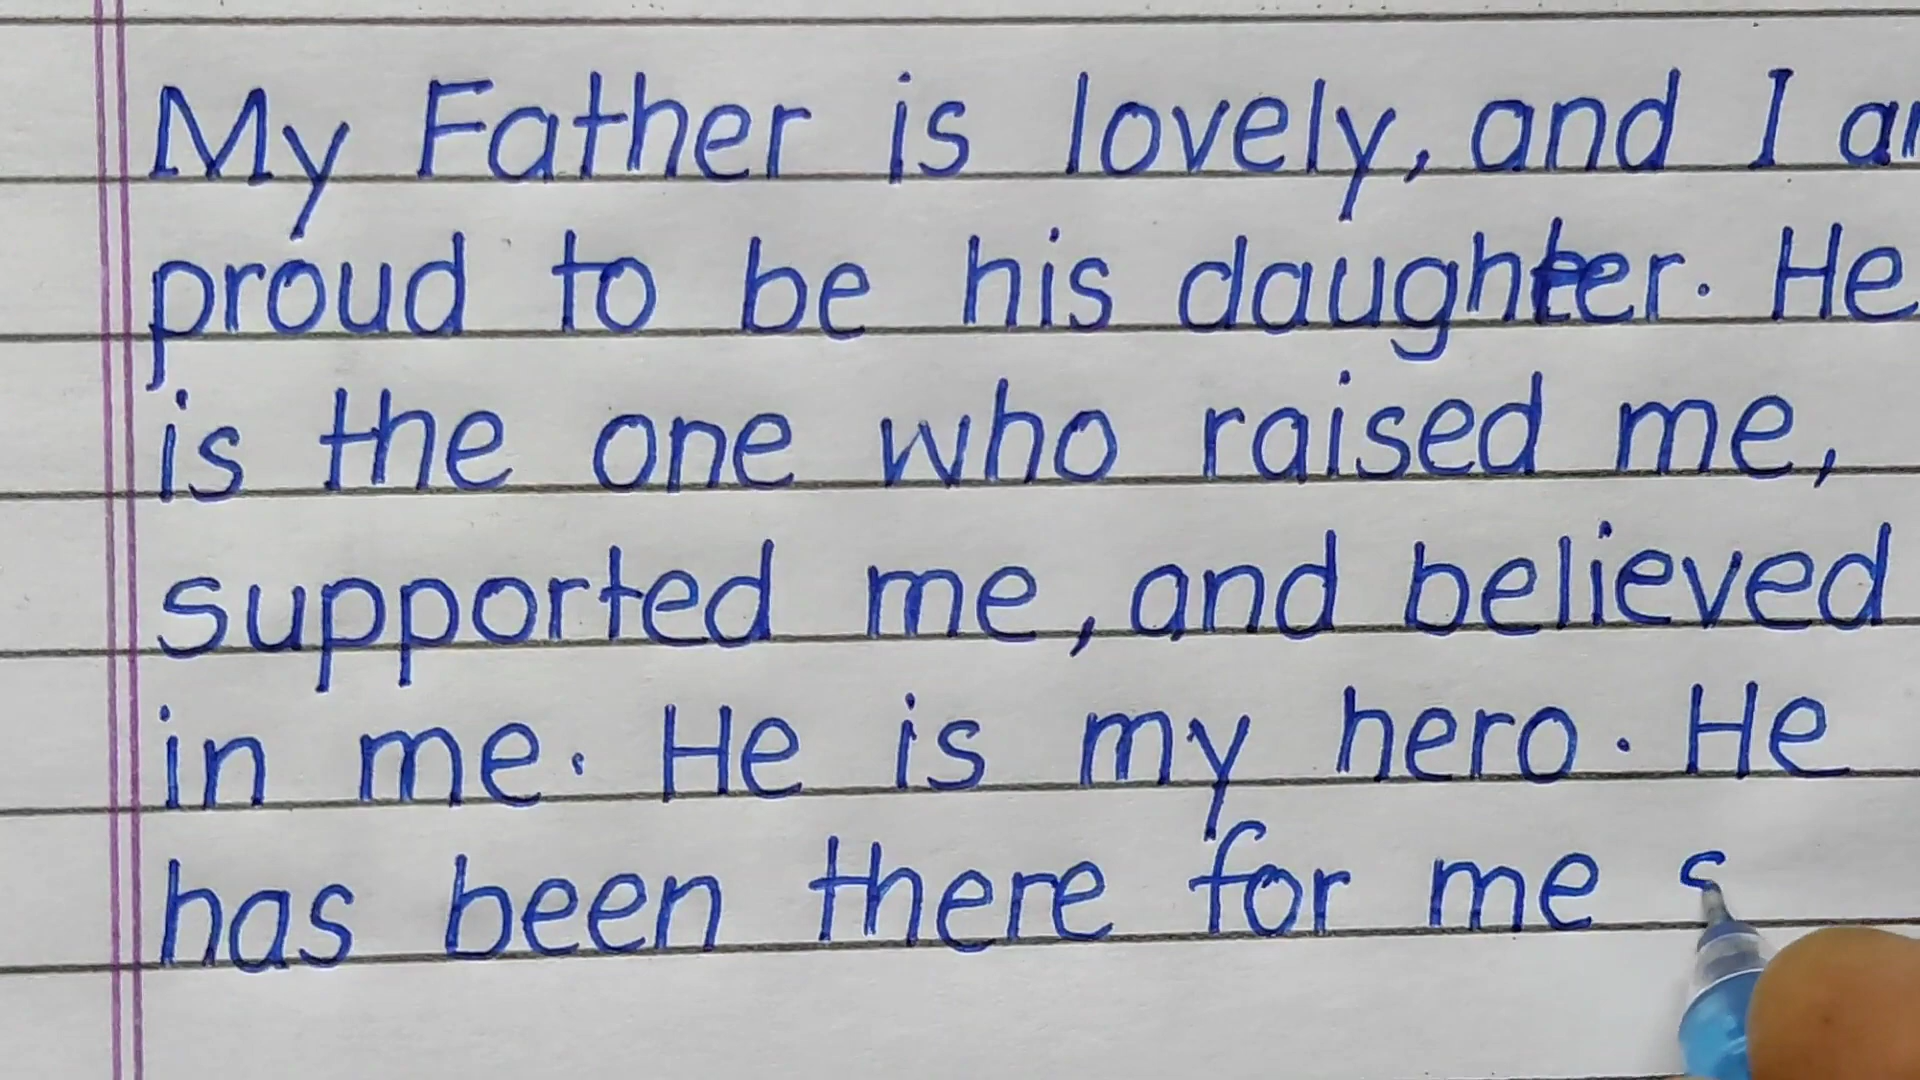 My Father is lovely, and I
proud to be his daughter. He
is the one who raised me,
supported me, and believed
in me. He is my hero. He
has been there for me